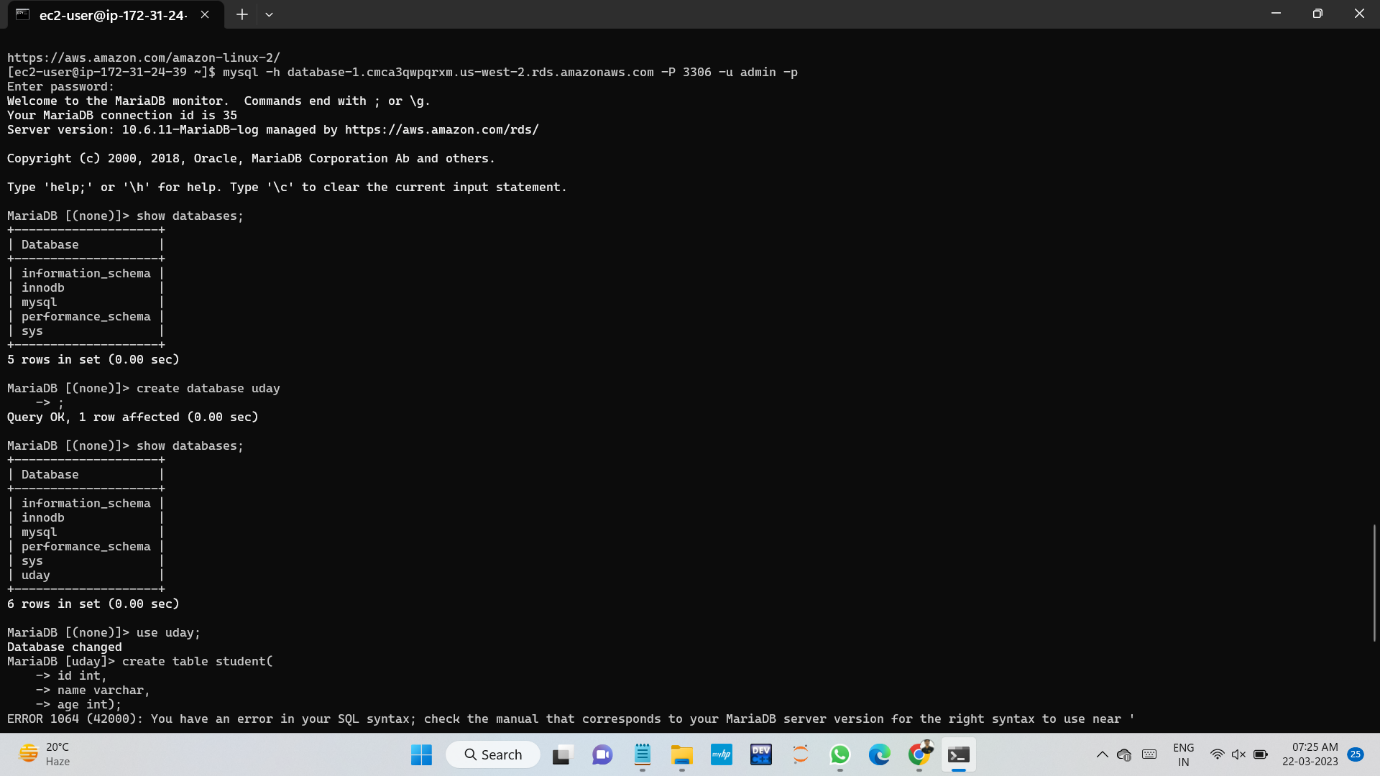 ec2-user@ip-172-31-24-
https://aws.amazon.com/amazon-linux-2/
[ec2-user@ip-172-31-24-39 ~]$ mysql -h database-1.cmca3qwpqrxm.us-west-2.rds.amazonaws.com -P 3306 -u admin -p
Enter password:
Welcome to the MariaDB monitor.  Commands end with ; or \g.
Your MariaDB connection id is 35
Server version: 10.6.11-MariaDB-log managed by https://aws.amazon.com/rds/
Copyright (c) 2000, 2018, Oracle, MariaDB Corporation Ab and others.
Type 'help;' or '\h' for help. Type '\c' to clear the current input statement.
MariaDB [(none)]> show databases;
+--------------------+
| Database           |
+--------------------+
| information_schema |
| innodb             |
| mysql              |
| performance_schema |
| sys                |
+--------------------+
5 rows in set (0.00 sec)
MariaDB [(none)]> create database uday
    -> ;
Query OK, 1 row affected (0.00 sec)
MariaDB [(none)]> show databases;
+--------------------+
| Database           |
+--------------------+
| information_schema |
| innodb             |
| mysql              |
| performance_schema |
| sys                |
| uday               |
+--------------------+
6 rows in set (0.00 sec)
MariaDB [(none)]> use uday;
Database changed
MariaDB [uday]> create table student(
    -> id int,
    -> name varchar,
    -> age int);
ERROR 1064 (42000): You have an error in your SQL syntax; check the manual that corresponds to your MariaDB server version for the right syntax to use near '
20°C
Haze
Search
myhp
DEV
ENG
IN
07:25 AM
22-03-2023
25